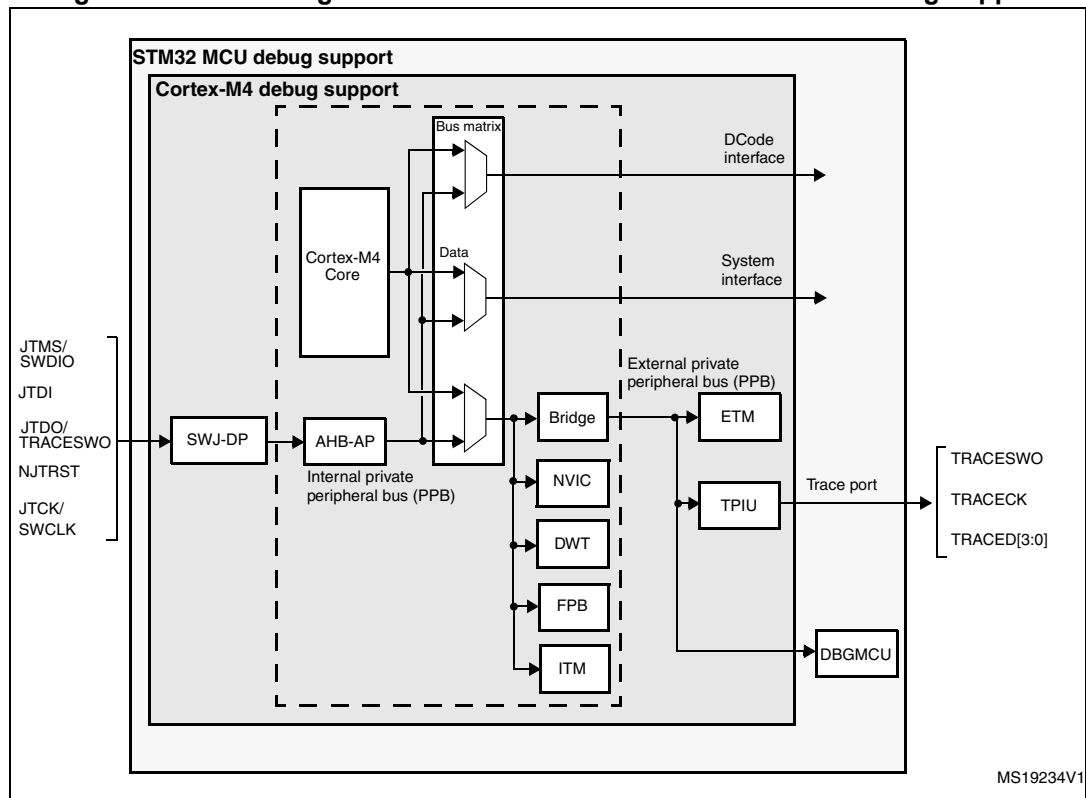 STM32 MCU debug support
Cortex-M4 debug support
Bus matrix
DCode
interface
Cortex-M4
Core
Data
System
interface
JTMS/
SWDIO
JTDI
JTDO/
TRACESWO
NJTRST
JTCK/
SWCLK
SWJ-DP
AHB-AP
Internal private
peripheral bus (PPB)
External private
peripheral bus (PPB)
Bridge
NVIC
DWT
FPB
ITM
ETM
TPIU
Trace port
TRACESWO
TRACECK
TRACED[3:0]
DBGMCU
MS19234V1